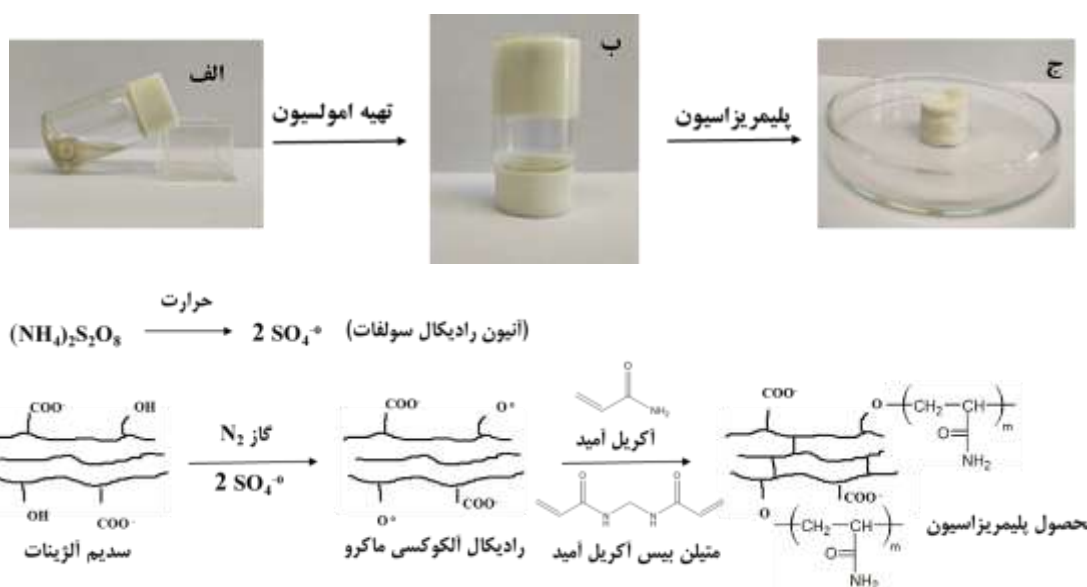 الف
تهیه امولسیون
ب
پلیمریزاسیون
ج
حرارت
(NH₄)₂S₂O₈
2 SO₄⁻°
(آنیون رادیکال سولفات)
COO⁻
OH
OH
COO⁻
سدیم آلژینات
گاز N₂
2 SO₄⁻°
COO⁻
O°
COO⁻
O°
رادیکال آلکوکسی ماکرو
O
NH₂
آکریل آمید
O
O
N
H
N
H
متیلن بیس آکریل آمید
COO⁻
O
CH₂—CH
m
O
NH₂
COO⁻
O
CH₂—CH
m
O
NH₂
حصول پلیمریزاسیون